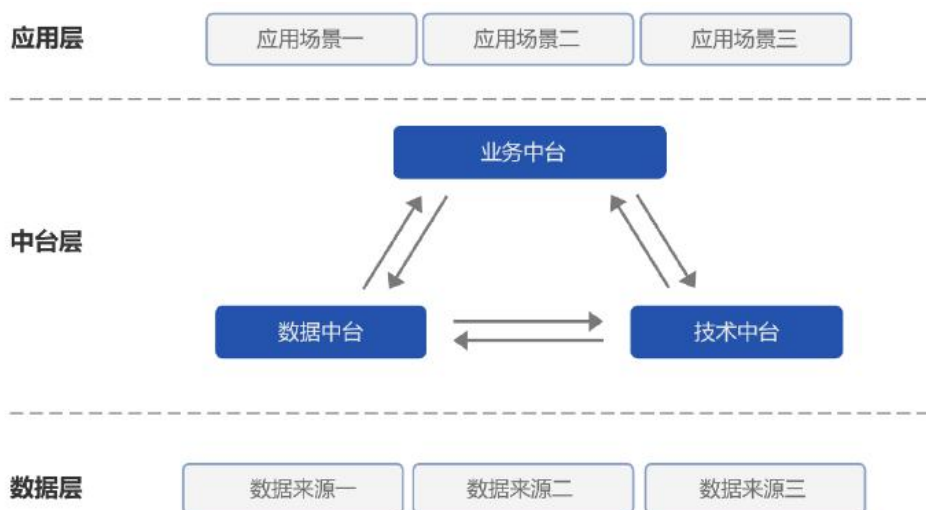 应用层
应用场景一 应用场景二 应用场景三
业务中台
中台层
数据中台 技术中台
数据层
数据来源一 数据来源二 数据来源三